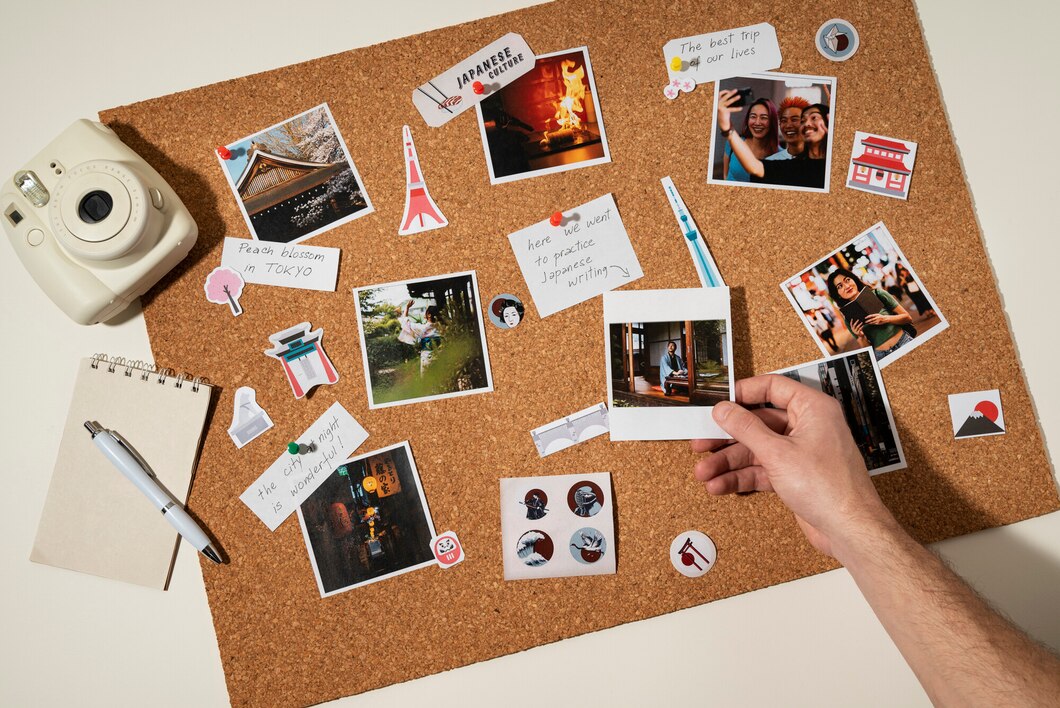 JAPANESE
CULTURE
The best trip
of our lives
Peach blossom
in TOKYO
here we went
to practice
Japanese
writing
the city at night
is wonderful!